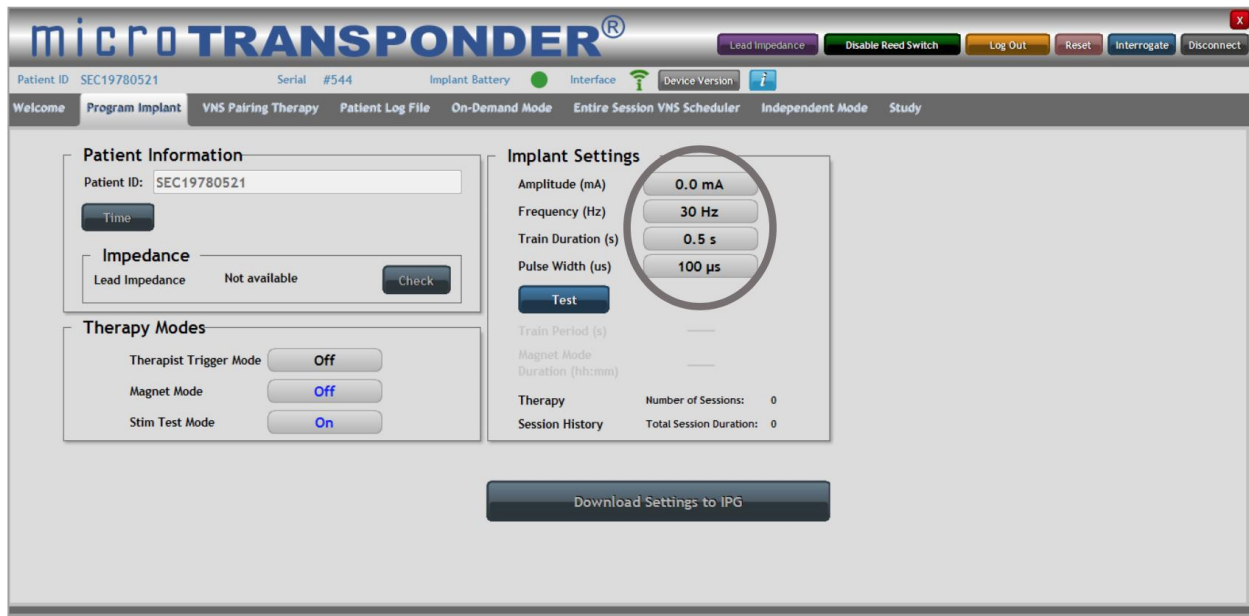 microTRANSPONDER®
X
Lead Impedance
Disable Reed Switch
Log Out
Reset
Interrogate
Disconnect
Patient ID SEC19780521 Serial #544 Implant Battery Interface Device Version i
Welcome Program Implant VNS Pairing Therapy Patient Log File On-Demand Mode Entire Session VNS Scheduler Independent Mode Study
Patient Information
Patient ID: SEC19780521
Time
Impedance
Lead Impedance Not available Check
Therapy Modes
Therapist Trigger Mode Off
Magnet Mode Off
Stim Test Mode On
Implant Settings
Amplitude (mA) 0.0 mA
Frequency (Hz) 30 Hz
Train Duration (s) 0.5 s
Pulse Width (us) 100 µs
Test
Train Period (s)
Magnet Mode
Duration (hh:mm)
Therapy Number of Sessions: 0
Session History Total Session Duration: 0
Download Settings to IPG